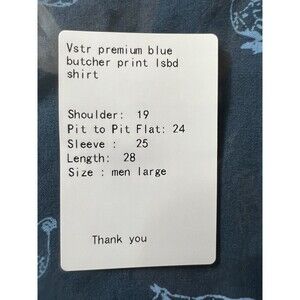 Vstr premium blue
butcher print lsbd
shirt
Shoulder: 19
Pit to Pit Flat: 24
Sleeve : 25
Length: 28
Size : men large
Thank you